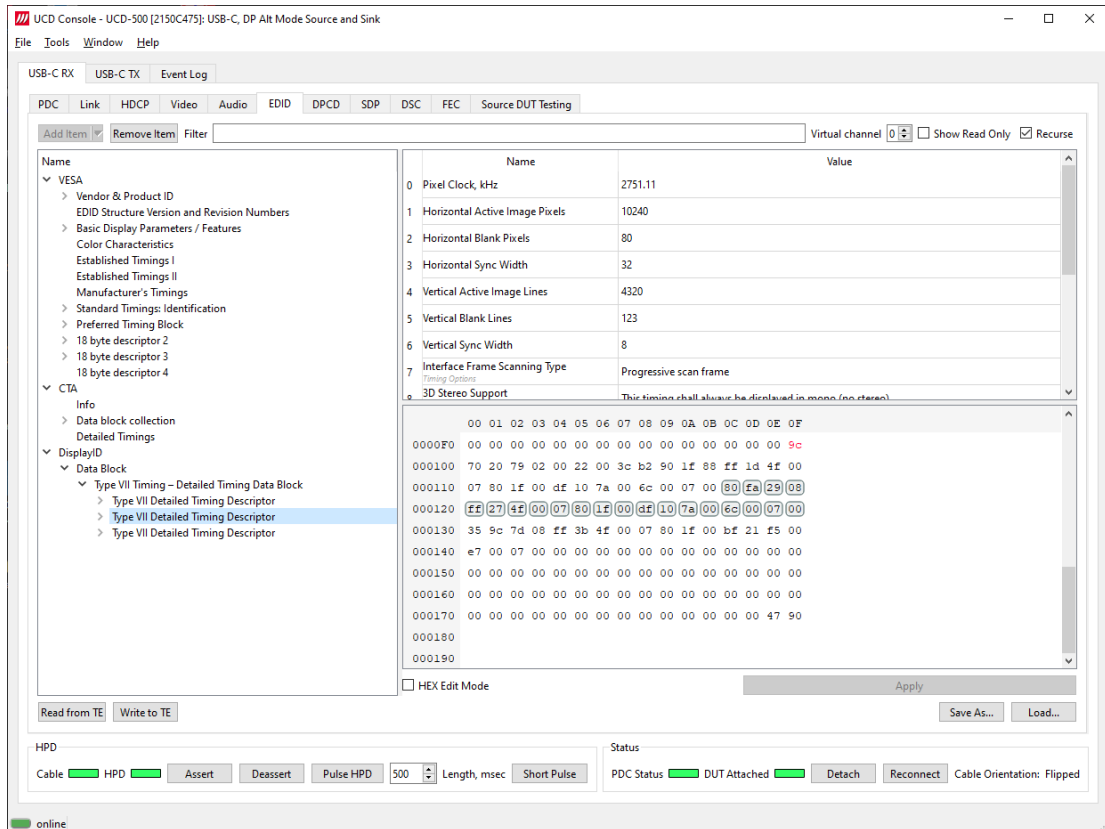 UCD Console - UCD-500 [2150C475]: USB-C, DP Alt Mode Source and Sink
File Tools Window Help
USB-C RX USB-C TX Event Log
PDC Link HDCP Video Audio EDID DPCD SDP DSC FEC Source DUT Testing
Add Item Remove Item Filter Virtual channel 0 Show Read Only Recurse
Name
VESA
Vendor & Product ID
EDID Structure Version and Revision Numbers
Basic Display Parameters / Features
Color Characteristics
Established Timings I
Established Timings II
Manufacturer's Timings
Standard Timings: Identification
Preferred Timing Block
18 byte descriptor 2
18 byte descriptor 3
18 byte descriptor 4
CTA
Info
Data block collection
Detailed Timings
DisplayID
Data Block
Type VII Timing – Detailed Timing Data Block
Type VII Detailed Timing Descriptor
Type VII Detailed Timing Descriptor
Type VII Detailed Timing Descriptor
Name Value
0 Pixel Clock, kHz 2751.11
1 Horizontal Active Image Pixels 10240
2 Horizontal Blank Pixels 80
3 Horizontal Sync Width 32
4 Vertical Active Image Lines 4320
5 Vertical Blank Lines 123
6 Vertical Sync Width 8
7 Interface Frame Scanning Type Progressive scan frame
Timing Options
8 3D Stereo Support This timing shall always be displayed in mono (no stereo)
00 01 02 03 04 05 06 07 08 09 0A 0B 0C 0D 0E 0F
0000F0 00 00 00 00 00 00 00 00 00 00 00 00 00 00 00 9c
000100 70 20 79 02 00 22 00 3c b2 90 1f 88 ff 1d 4f 00
000110 07 80 1f 00 df 10 7a 00 6c 00 07 00 80 fa 29 08
000120 ff 27 4f 00 07 80 1f 00 df 10 7a 00 6c 00 07 00
000130 35 9c 7d 08 ff 3b 4f 00 07 80 1f 00 bf 21 f5 00
000140 e7 00 07 00 00 00 00 00 00 00 00 00 00 00 00 00
000150 00 00 00 00 00 00 00 00 00 00 00 00 00 00 00 00
000160 00 00 00 00 00 00 00 00 00 00 00 00 00 00 00 00
000170 00 00 00 00 00 00 00 00 00 00 00 00 00 00 47 90
000180
000190
HEX Edit Mode Apply
Read from TE Write to TE Save As... Load...
HPD Status
Cable HPD Assert Deassert Pulse HPD 500 Length, msec Short Pulse PDC Status DUT Attached Detach Reconnect Cable Orientation: Flipped
online